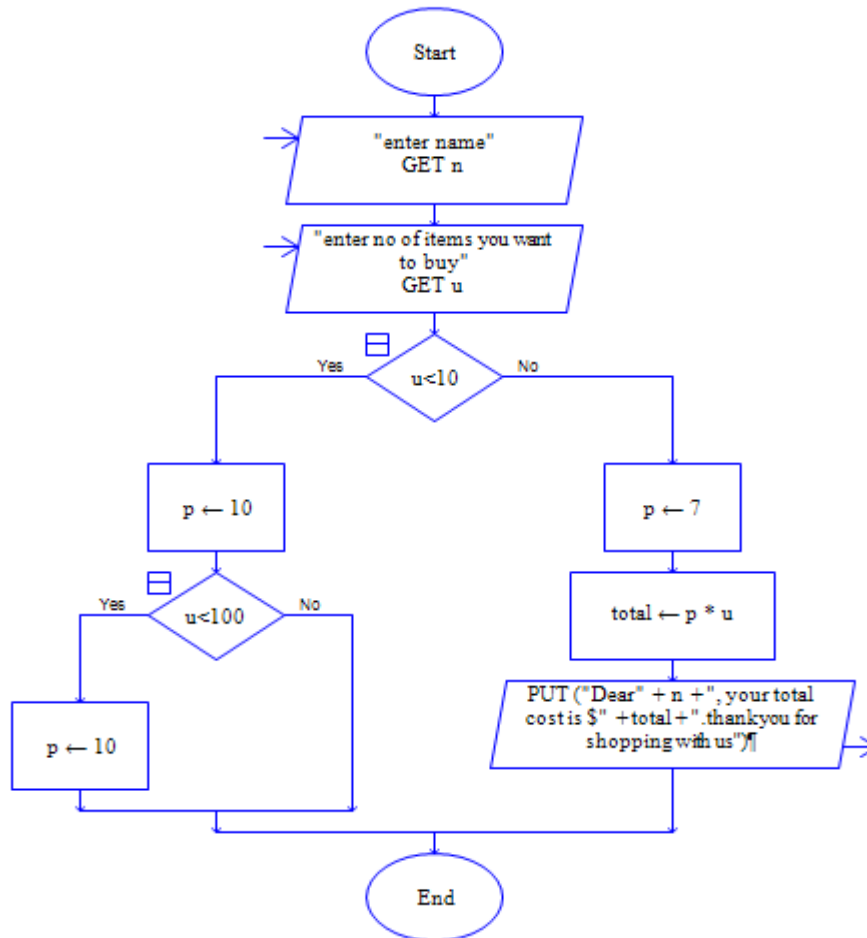 Start
"enter name"
GET n
"enter no of items you want
to buy"
GET u
Yes
u<10
No
p ← 10
p ← 7
Yes
u<100
No
total ← p * u
p ← 10
PUT ("Dear" + n +", your total
cost is $" +total+".thankyou for
shopping with us")¶
End